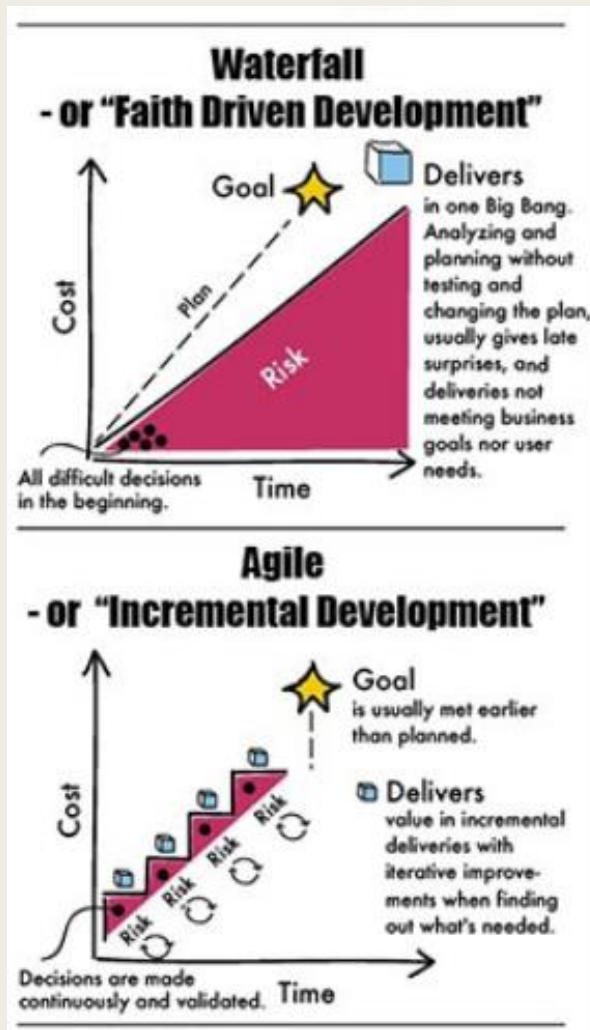 Waterfall
- or "Faith Driven Development"
Goal
Delivers
in one Big Bang.
Analyzing and
planning without
testing and
changing the plan,
usually gives late
surprises, and
deliveries not
meeting business
goals nor user
needs.
Plan
Cost
Risk
All difficult decisions
in the beginning.
Time
Agile
- or "Incremental Development"
Goal
is usually met earlier
than planned.
Delivers
value in incremental
deliveries with
iterative improve-
ments when finding
out what's needed.
Cost
Risk
Risk
Risk
Risk
Decisions are made
continuously and validated.
Time